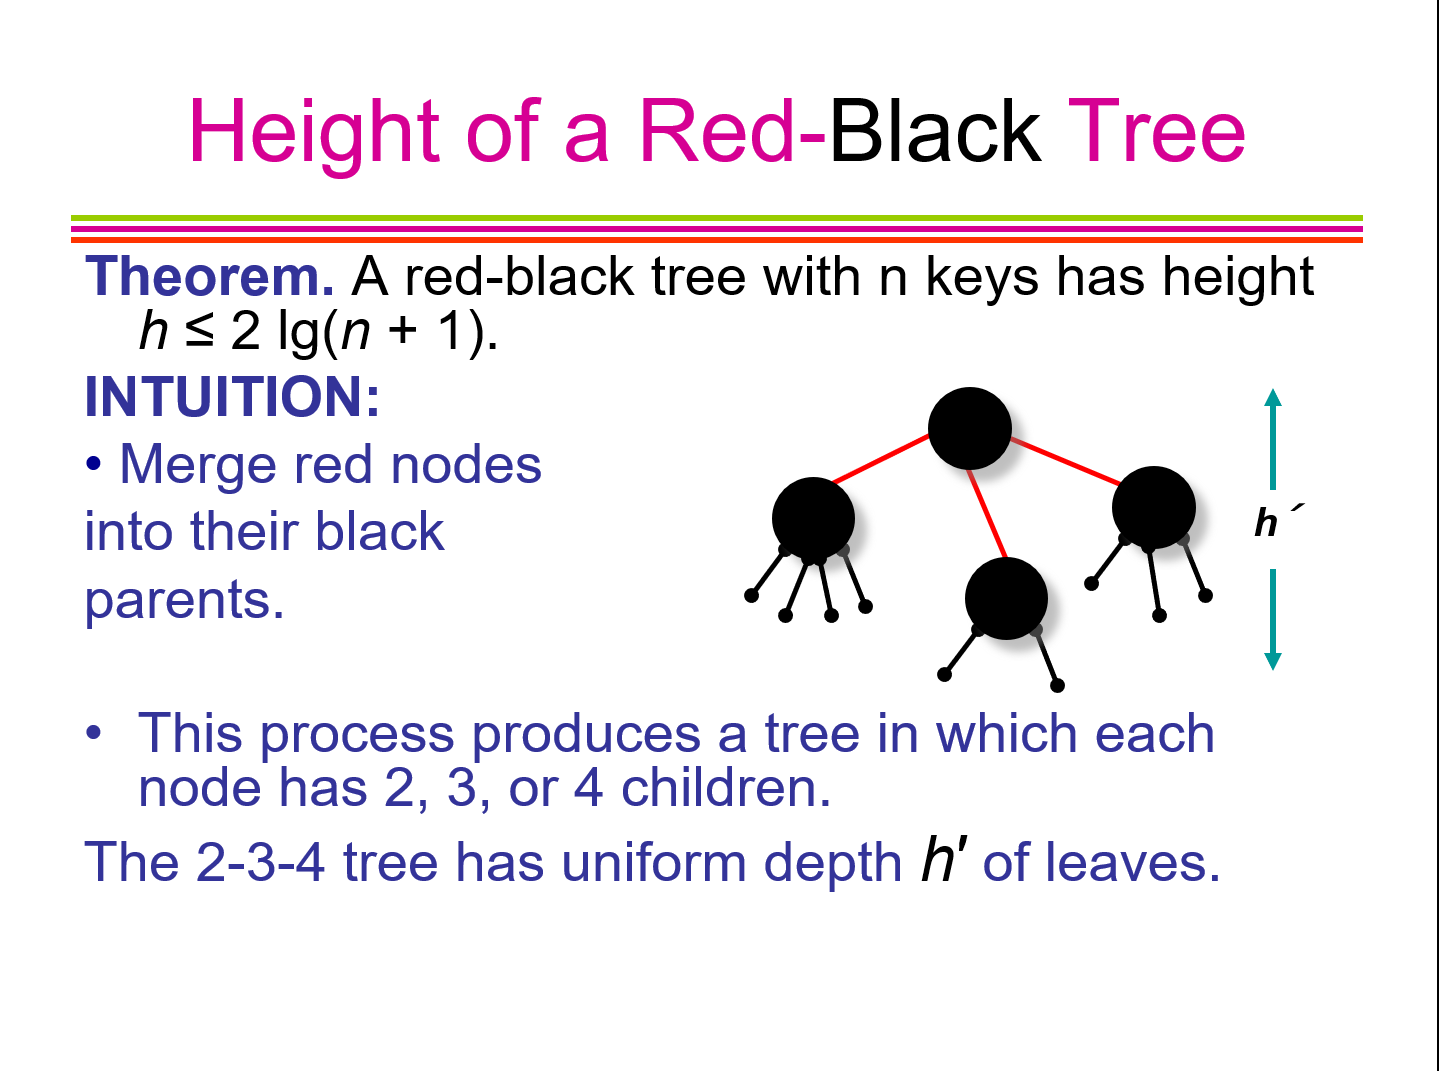 Height of a Red-Black Tree
Theorem. A red-black tree with n keys has height
h ≤ 2 lg(n + 1).
INTUITION:
• Merge red nodes
into their black
parents.
h ´
• This process produces a tree in which each
node has 2, 3, or 4 children.
The 2-3-4 tree has uniform depth h′ of leaves.